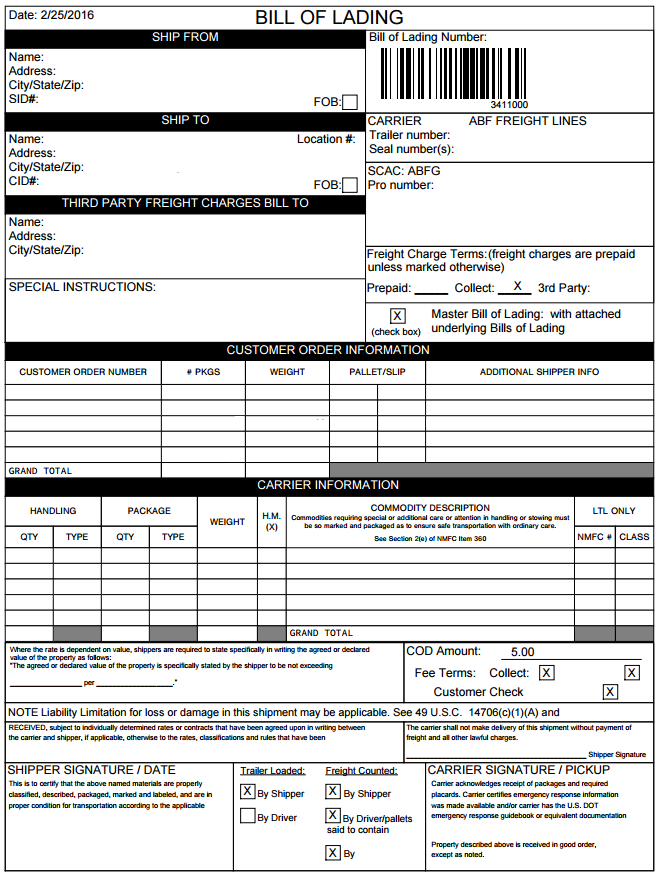 Date: 2/25/2016
BILL OF LADING
SHIP FROM
Name:
Address:
City/State/Zip:
SID#:
FOB:
Bill of Lading Number:
3411000
SHIP TO
Name:
Location #:
Address:
City/State/Zip:
CID#:
FOB:
CARRIER ABF FREIGHT LINES
Trailer number:
Seal number(s):
SCAC: ABFG
Pro number:
THIRD PARTY FREIGHT CHARGES BILL TO
Name:
Address:
City/State/Zip:
Freight Charge Terms:(freight charges are prepaid
unless marked otherwise)
Prepaid: _____ Collect: __X__ 3rd Party:
SPECIAL INSTRUCTIONS:
X
(check box)
Master Bill of Lading: with attached
underlying Bills of Lading
CUSTOMER ORDER INFORMATION
CUSTOMER ORDER NUMBER # PKGS WEIGHT PALLET/SLIP ADDITIONAL SHIPPER INFO
GRAND TOTAL
CARRIER INFORMATION
HANDLING PACKAGE WEIGHT H.M. (X) COMMODITY DESCRIPTION LTL ONLY
Commodities requiring special or additional care or attention in handling or stowing must
be so marked and packaged as to ensure safe transportation with ordinary care.
See Section 2(e) of NMFC Item 360
QTY TYPE QTY TYPE NMFC # CLASS
GRAND TOTAL
Where the rate is dependent on value, shippers are required to state specifically in writing the agreed or declared
value of the property as follows:
"The agreed or declared value of the property is specifically stated by the shipper to be not exceeding
__________ per __________."
COD Amount: 5.00
Fee Terms: Collect: X X
Customer Check X
NOTE Liability Limitation for loss or damage in this shipment may be applicable. See 49 U.S.C. 14706(c)(1)(A) and
RECEIVED, subject to individually determined rates or contracts that have been agreed upon in writing between
the carrier and shipper, if applicable, otherwise to the rates, classifications and rules that have been
The carrier shall not make delivery of this shipment without payment of
freight and all other lawful charges.
Shipper Signature
SHIPPER SIGNATURE / DATE
This is to certify that the above named materials are properly
classified, described, packaged, marked and labeled, and are in
proper condition for transportation according to the applicable
Trailer Loaded:
X By Shipper
By Driver
Freight Counted:
X By Shipper
X By Driver/pallets
said to contain
X By
CARRIER SIGNATURE / PICKUP
Carrier acknowledges receipt of packages and required
placards. Carrier certifies emergency response information
was made available and/or carrier has the U.S. DOT
emergency response guidebook or equivalent documentation
Property described above is received in good order,
except as noted.